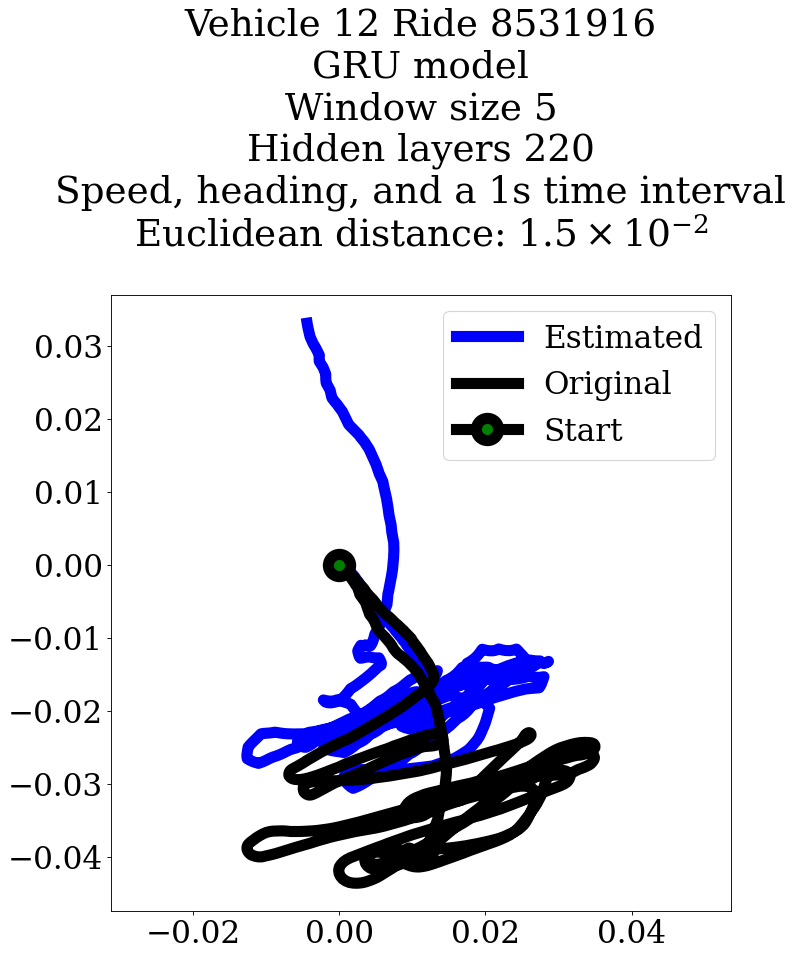 Vehicle 12 Ride 8531916
GRU model
Window size 5
Hidden layers 220
Speed, heading, and a 1s time interval
Euclidean distance: 1.5 × 10⁻²
Estimated
Original
Start
0.03
0.02
0.01
0.00
−0.01
−0.02
−0.03
−0.04
−0.02 0.00 0.02 0.04